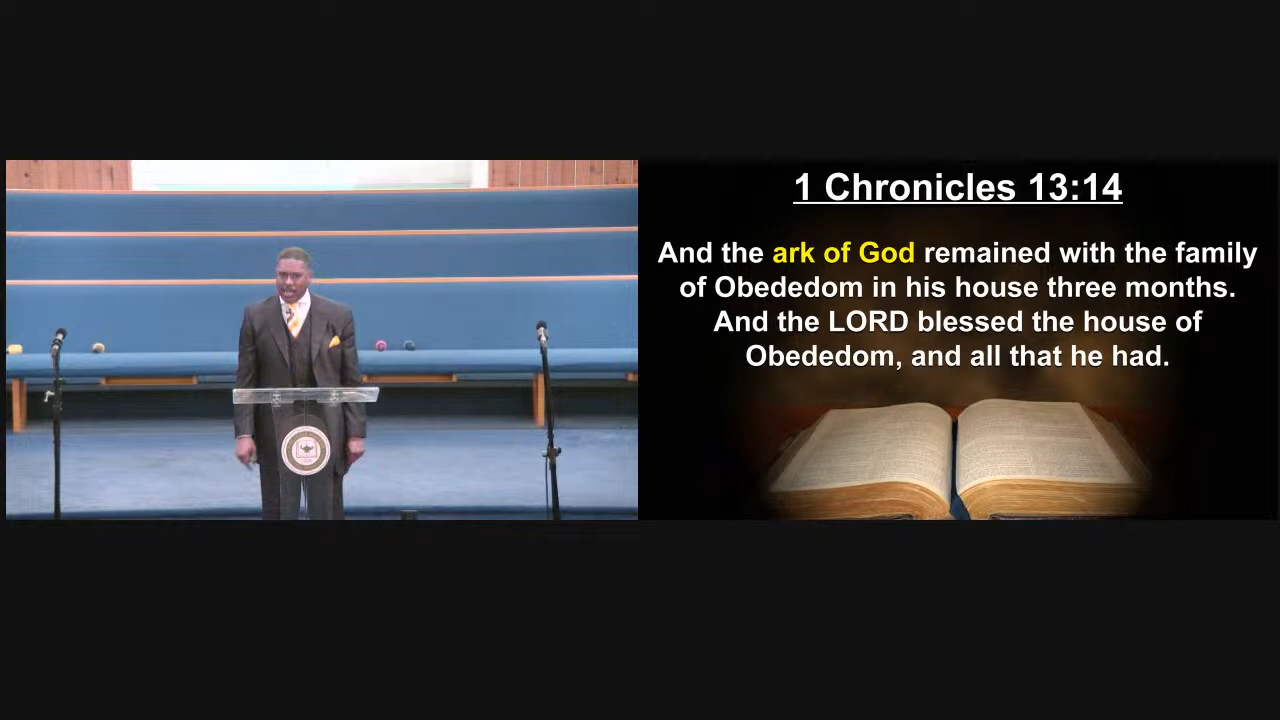 1 Chronicles 13:14
And the ark of God remained with the family
of Obededom in his house three months.
And the LORD blessed the house of
Obededom, and all that he had.